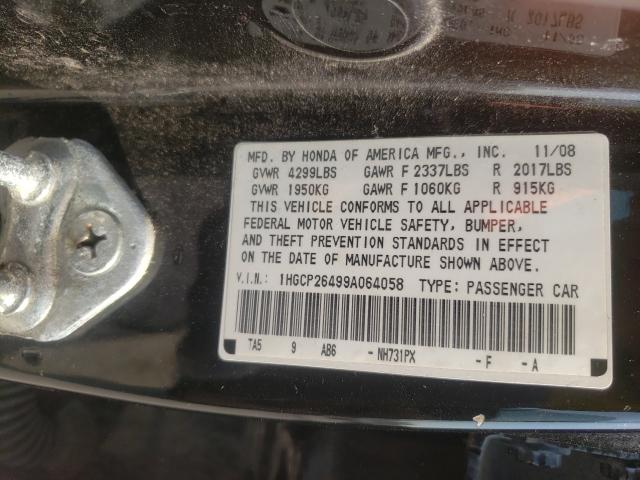 MFD. BY HONDA OF AMERICA MFG., INC. 11/08
GVWR 4299LBS GAWR F 2337LBS R 2017LBS
GVWR 1950KG GAWR F 1060KG R 915KG
THIS VEHICLE CONFORMS TO ALL APPLICABLE
FEDERAL MOTOR VEHICLE SAFETY, BUMPER,
AND THEFT PREVENTION STANDARDS IN EFFECT
ON THE DATE OF MANUFACTURE SHOWN ABOVE.
V.I.N.: 1HGCP26499A064058 TYPE: PASSENGER CAR
TA5 9 AB6 -NH731PX -F -A